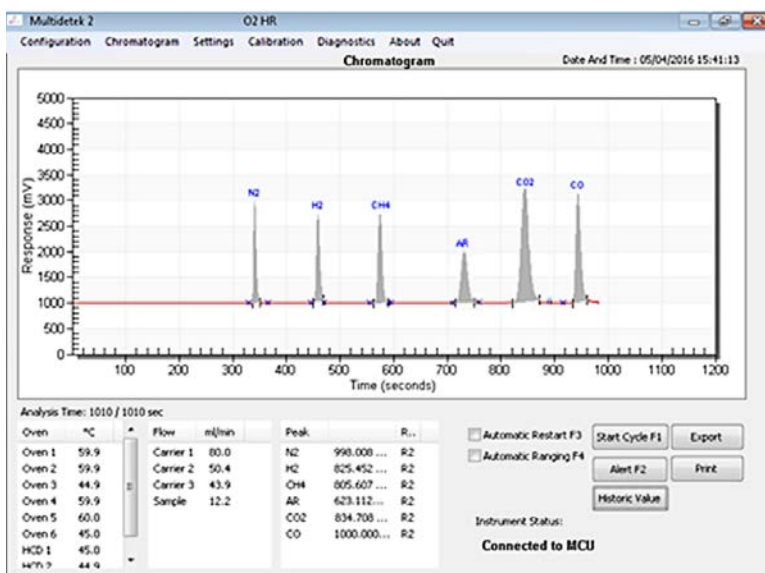 Multidetek 2 O2 HR
Configuration Chromatogram Settings Calibration Diagnostics About Quit
Chromatogram Date And Time : 05/04/2016 15:41:13
Response (mV)
5000
4500
4000
3500
3000
2500
2000
1500
1000
500
0
N2 H2 CH4 AR CO2 CO
100 200 300 400 500 600 700 800 900 1000 1100 1200
Time (seconds)
Analysis Time: 1010 / 1010 sec
Oven °C
Oven 1 59.9
Oven 2 59.9
Oven 3 44.9
Oven 4 59.9
Oven 5 60.0
Oven 6 45.0
HCD 1 45.0
HCD 2 44.9
Flow ml/min
Carrier 1 80.0
Carrier 2 50.4
Carrier 3 43.9
Sample 12.2
Peak R...
N2 998.008 ... R2
H2 825.452 ... R2
CH4 805.607 ... R2
AR 623.112... R2
CO2 834.708 ... R2
CO 1000.000... R2
Automatic Restart F3
Automatic Ranging F4
Start Cycle F1 Export
Alert F2 Print
Historic Value
Instrument Status:
Connected to MCU